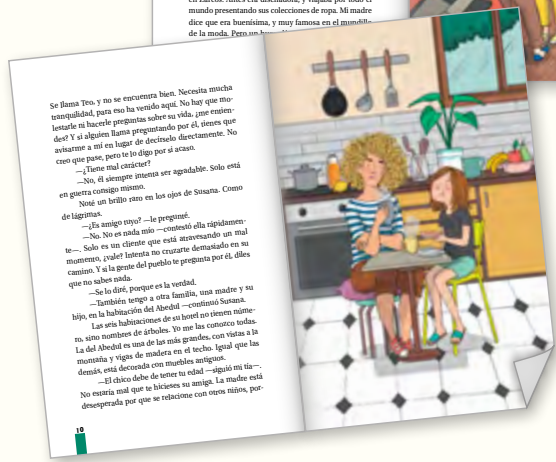 en Zarcos. Antes era diseñadora, y viajaba por todo el
mundo presentando sus colecciones de ropa. Mi madre
dice que era buenísima, y muy famosa en el mundillo
de la moda. Pero un
Se llama Teo, y no se encuentra bien. Necesita mucha
tranquilidad, para eso ha venido aquí. No hay que mo-
lestarle ni hacerle preguntas sobre su vida, ¿me entien-
des? Y si alguien llama preguntando por él, tienes que
avisarme a mí en lugar de decírselo directamente. No
creo que pase, pero te lo digo por si acaso.
—¿Tiene mal carácter?
—No, él siempre intenta ser agradable. Solo está
en guerra consigo mismo.
Noté un brillo raro en los ojos de Susana. Como
de lágrimas.
—¿Es amigo tuyo? —le pregunté.
—No. No es nada mío —contestó ella rápidamen-
te—. Solo es un cliente que está atravesando un mal
momento, ¿vale? Intenta no cruzarte demasiado en su
camino. Y si la gente del pueblo te pregunta por él, diles
que no sabes nada.
—Se lo diré, porque es la verdad.
—También tengo a otra familia, una madre y su
hijo, en la habitación del Abedul —continuó Susana.
Las seis habitaciones de su hotel no tienen núme-
ro, sino nombres de árboles. Yo me las conozco todas.
La del Abedul es una de las más grandes, con vistas a la
montaña y vigas de madera en el techo. Igual que las
demás, está decorada con muebles antiguos.
—El chico debe de tener tu edad —siguió mi tía—.
No estaría mal que te hicieses su amiga. La madre está
desesperada por que se relacione con otros niños, por-
10